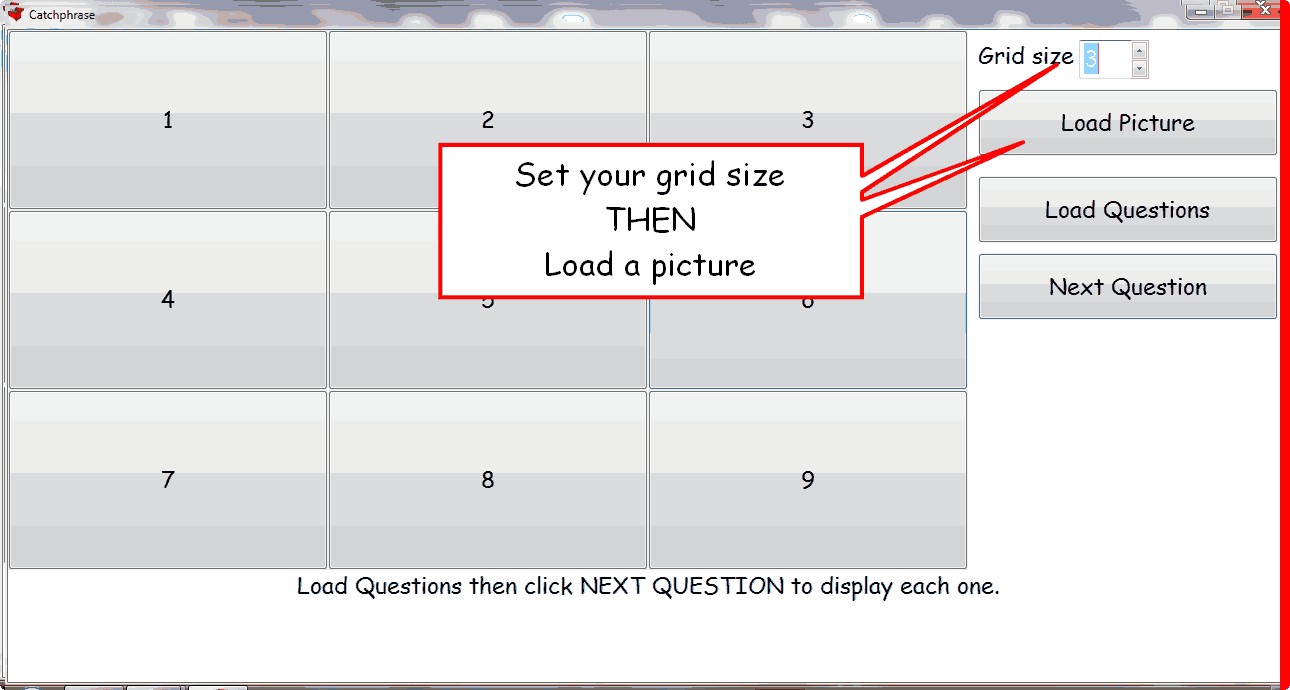 Catchphrase
Grid size 3
1 2 3
Load Picture
Set your grid size
THEN
Load a picture
Load Questions
Next Question
4 5 6
7 8 9
Load Questions then click NEXT QUESTION to display each one.